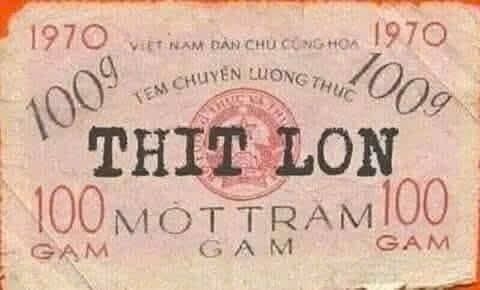 1970 VIỆT NAM DÂN CHỦ CỘNG HÒA 1970
100g TEM CHUYỂN LƯƠNG THỰC 100g
THIT LON
100 MỘT TRĂM 100
GAM GAM GAM